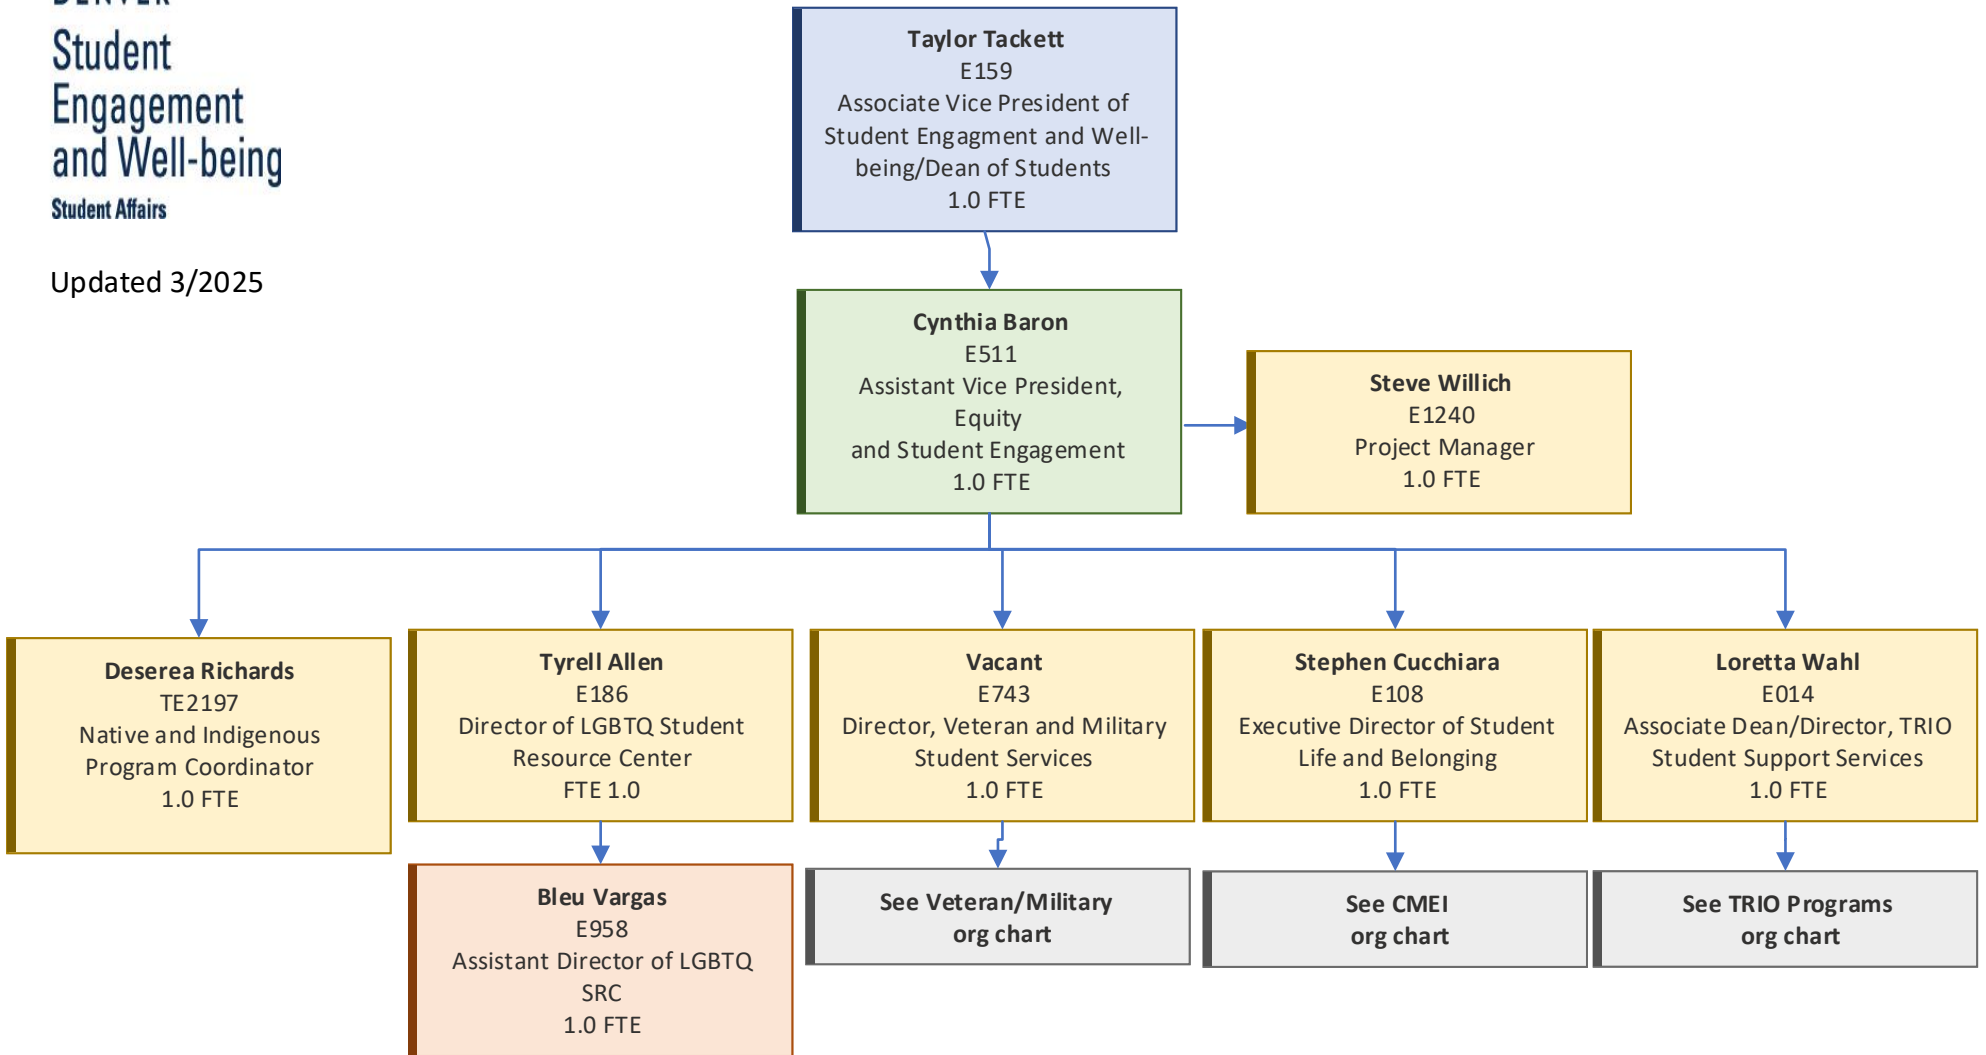 DENVER
Student
Engagement
and Well-being
Student Affairs
Updated 3/2025
Taylor Tackett
E159
Associate Vice President of
Student Engagment and Well-
being/Dean of Students
1.0 FTE
Cynthia Baron
E511
Assistant Vice President,
Equity
and Student Engagement
1.0 FTE
Steve Willich
E1240
Project Manager
1.0 FTE
Deserea Richards
TE2197
Native and Indigenous
Program Coordinator
1.0 FTE
Tyrell Allen
E186
Director of LGBTQ Student
Resource Center
FTE 1.0
Vacant
E743
Director, Veteran and Military
Student Services
1.0 FTE
Stephen Cucchiara
E108
Executive Director of Student
Life and Belonging
1.0 FTE
Loretta Wahl
E014
Associate Dean/Director, TRIO
Student Support Services
1.0 FTE
Bleu Vargas
E958
Assistant Director of LGBTQ
SRC
1.0 FTE
See Veteran/Military
org chart
See CMEI
org chart
See TRIO Programs
org chart